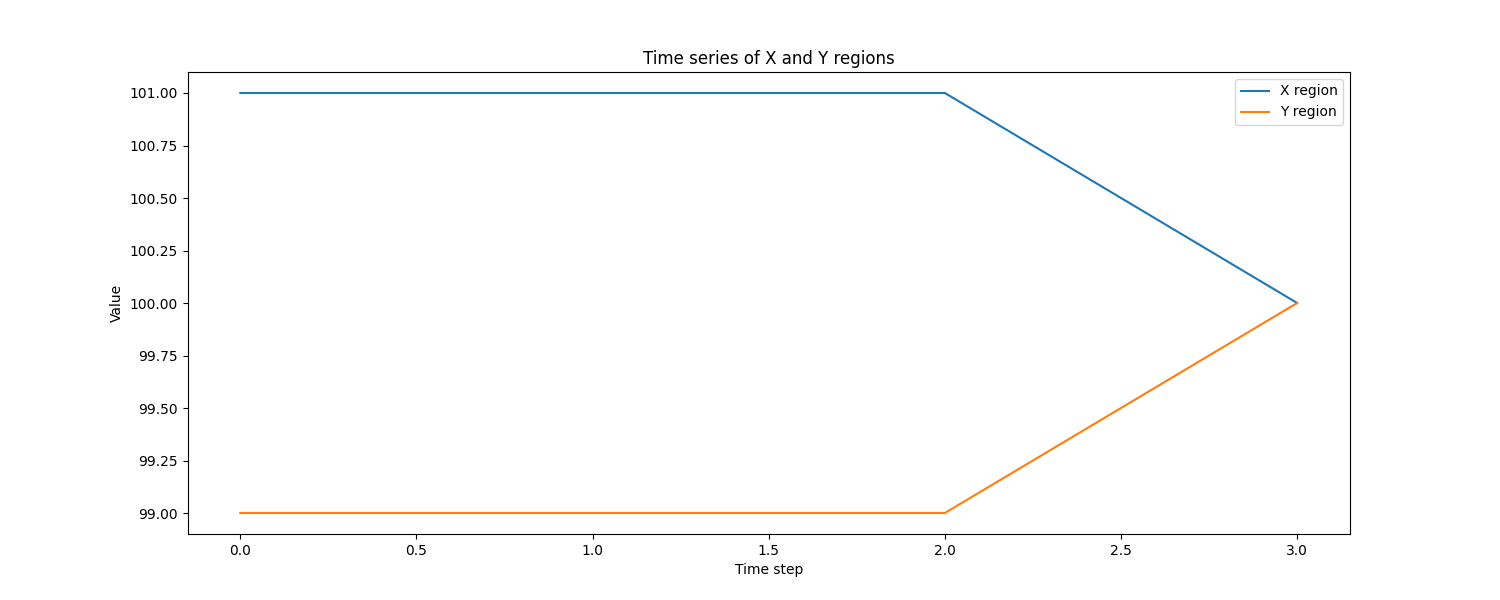 Time series of X and Y regions
X region
Y region
101.00
100.75
100.50
100.25
100.00
99.75
99.50
99.25
99.00
Value
0.0 0.5 1.0 1.5 2.0 2.5 3.0
Time step